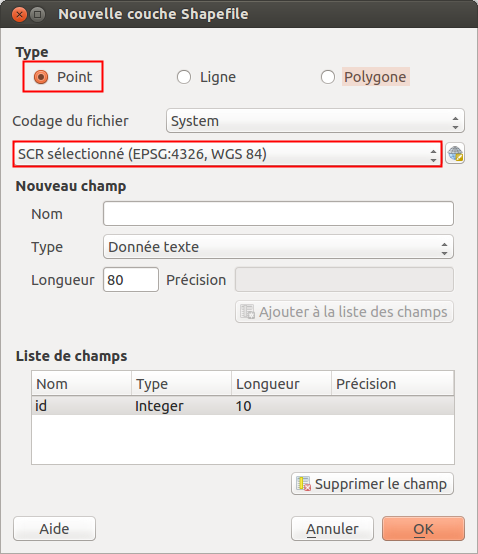 Nouvelle couche Shapefile
Type
Point Ligne Polygone
Codage du fichier System
SCR sélectionné (EPSG:4326, WGS 84)
Nouveau champ
Nom
Type Donnée texte
Longueur 80 Précision
Ajouter à la liste des champs
Liste de champs
Nom Type Longueur Précision
id Integer 10
Supprimer le champ
Aide Annuler OK